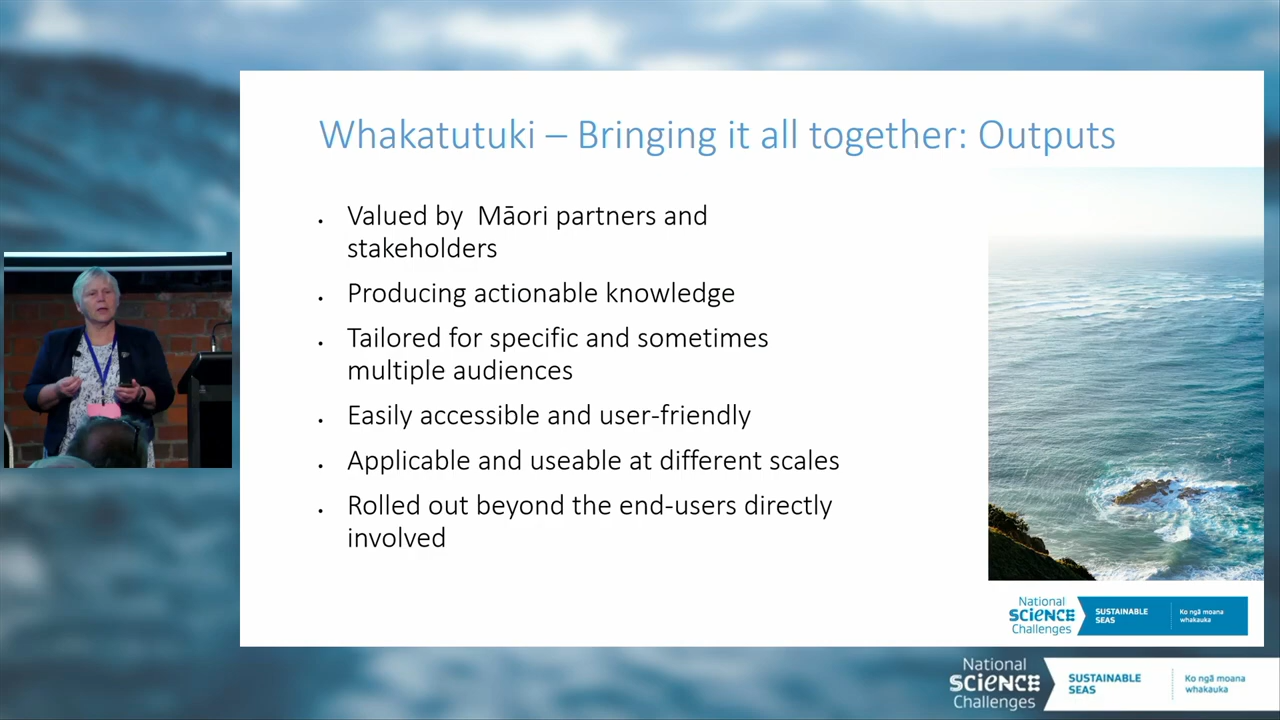 Whakatutuki – Bringing it all together: Outputs
Valued by Māori partners and
stakeholders
Producing actionable knowledge
Tailored for specific and sometimes
multiple audiences
Easily accessible and user-friendly
Applicable and useable at different scales
Rolled out beyond the end-users directly
involved
National
SCIENCE
Challenges
SUSTAINABLE
SEAS
Ko ngā moana
whakauka
National
SCIENCE
Challenges
SUSTAINABLE
SEAS
Ko ngā moana
whakauka